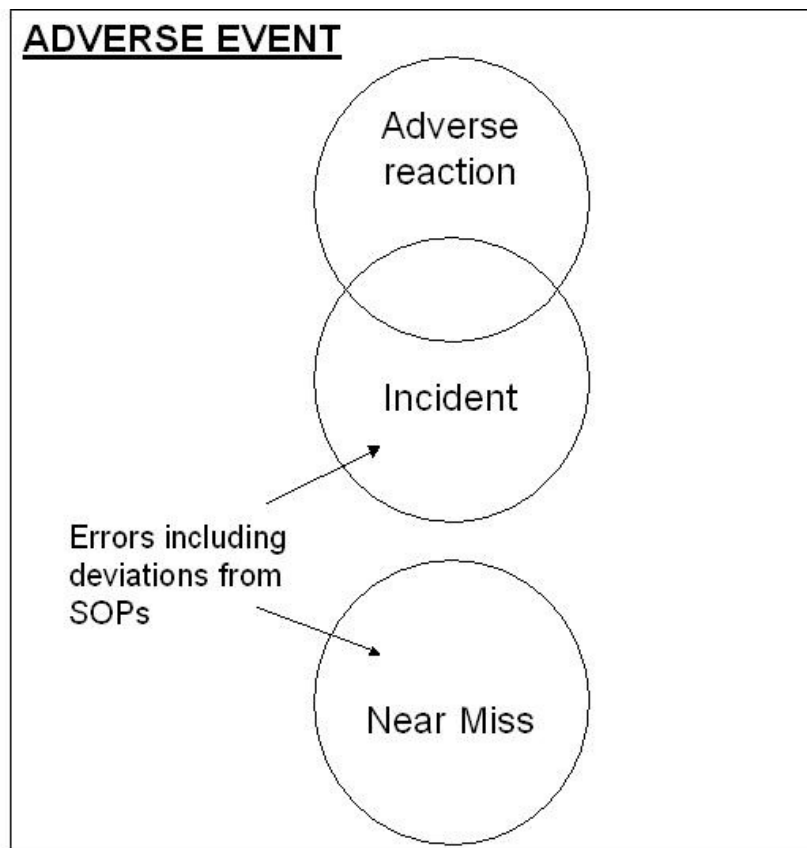 ADVERSE EVENT
Adverse
reaction
Incident
Errors including
deviations from
SOPs
Near Miss